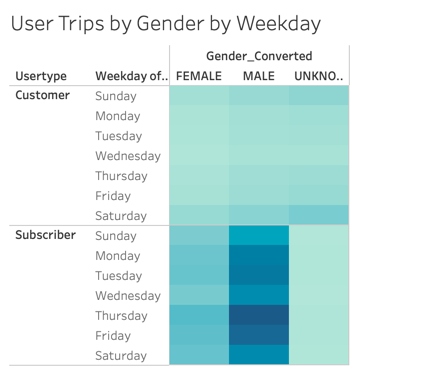 User Trips by Gender by Weekday
Gender_Converted
Usertype Weekday of.. FEMALE MALE UNKNO..
Customer Sunday
Monday
Tuesday
Wednesday
Thursday
Friday
Saturday
Subscriber Sunday
Monday
Tuesday
Wednesday
Thursday
Friday
Saturday